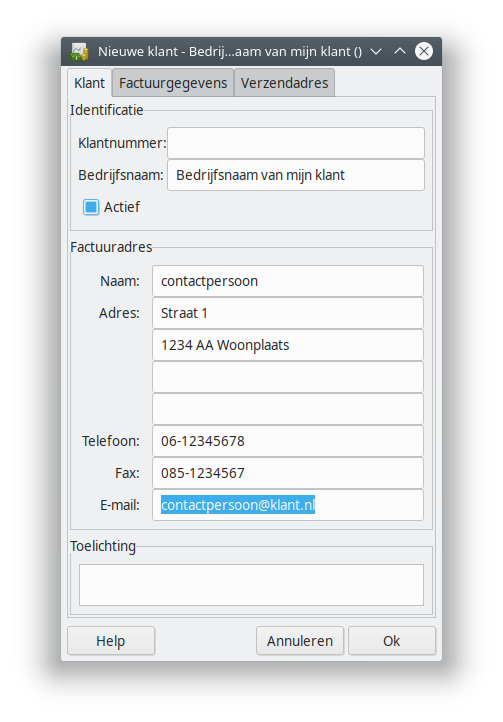 Nieuwe klant - Bedrij...aam van mijn klant ()
Klant Factuurgegevens Verzendadres
Identificatie
Klantnummer:
Bedrijfsnaam: Bedrijfsnaam van mijn klant
Actief
Factuuradres
Naam: contactpersoon
Adres: Straat 1
1234 AA Woonplaats
Telefoon: 06-12345678
Fax: 085-1234567
E-mail: contactpersoon@klant.nl
Toelichting
Help Annuleren Ok